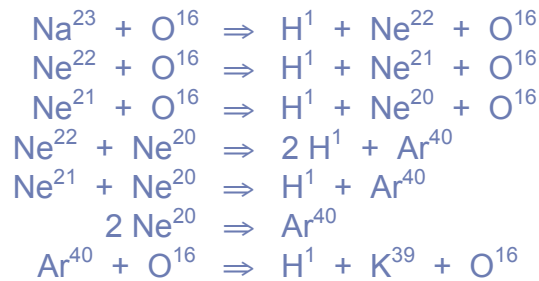 Na²³ + O¹⁶ ⇒ H¹ + Ne²² + O¹⁶
Ne²² + O¹⁶ ⇒ H¹ + Ne²¹ + O¹⁶
Ne²¹ + O¹⁶ ⇒ H¹ + Ne²⁰ + O¹⁶
Ne²² + Ne²⁰ ⇒ 2 H¹ + Ar⁴⁰
Ne²¹ + Ne²⁰ ⇒ H¹ + Ar⁴⁰
2 Ne²⁰ ⇒ Ar⁴⁰
Ar⁴⁰ + O¹⁶ ⇒ H¹ + K³⁹ + O¹⁶